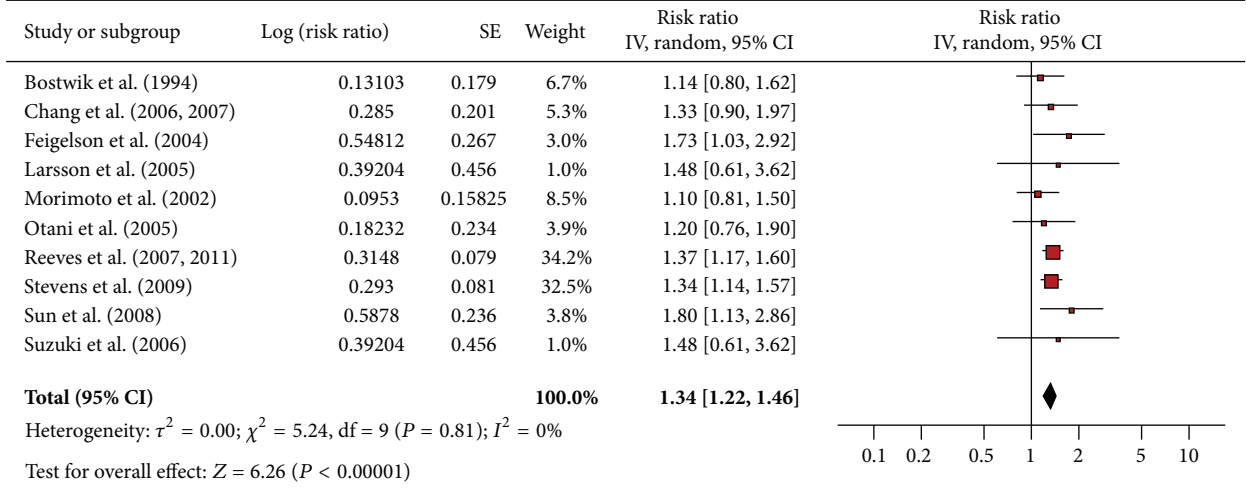 Study or subgroup Log (risk ratio) SE Weight Risk ratio IV, random, 95% CI Risk ratio IV, random, 95% CI
Bostwik et al. (1994) 0.13103 0.179 6.7% 1.14 [0.80, 1.62]
Chang et al. (2006, 2007) 0.285 0.201 5.3% 1.33 [0.90, 1.97]
Feigelson et al. (2004) 0.54812 0.267 3.0% 1.73 [1.03, 2.92]
Larsson et al. (2005) 0.39204 0.456 1.0% 1.48 [0.61, 3.62]
Morimoto et al. (2002) 0.0953 0.15825 8.5% 1.10 [0.81, 1.50]
Otani et al. (2005) 0.18232 0.234 3.9% 1.20 [0.76, 1.90]
Reeves et al. (2007, 2011) 0.3148 0.079 34.2% 1.37 [1.17, 1.60]
Stevens et al. (2009) 0.293 0.081 32.5% 1.34 [1.14, 1.57]
Sun et al. (2008) 0.5878 0.236 3.8% 1.80 [1.13, 2.86]
Suzuki et al. (2006) 0.39204 0.456 1.0% 1.48 [0.61, 3.62]
Total (95% CI) 100.0% 1.34 [1.22, 1.46]
Heterogeneity: τ² = 0.00; χ² = 5.24, df = 9 (P = 0.81); I² = 0%
0.1 0.2 0.5 1 2 5 10
Test for overall effect: Z = 6.26 (P < 0.00001)